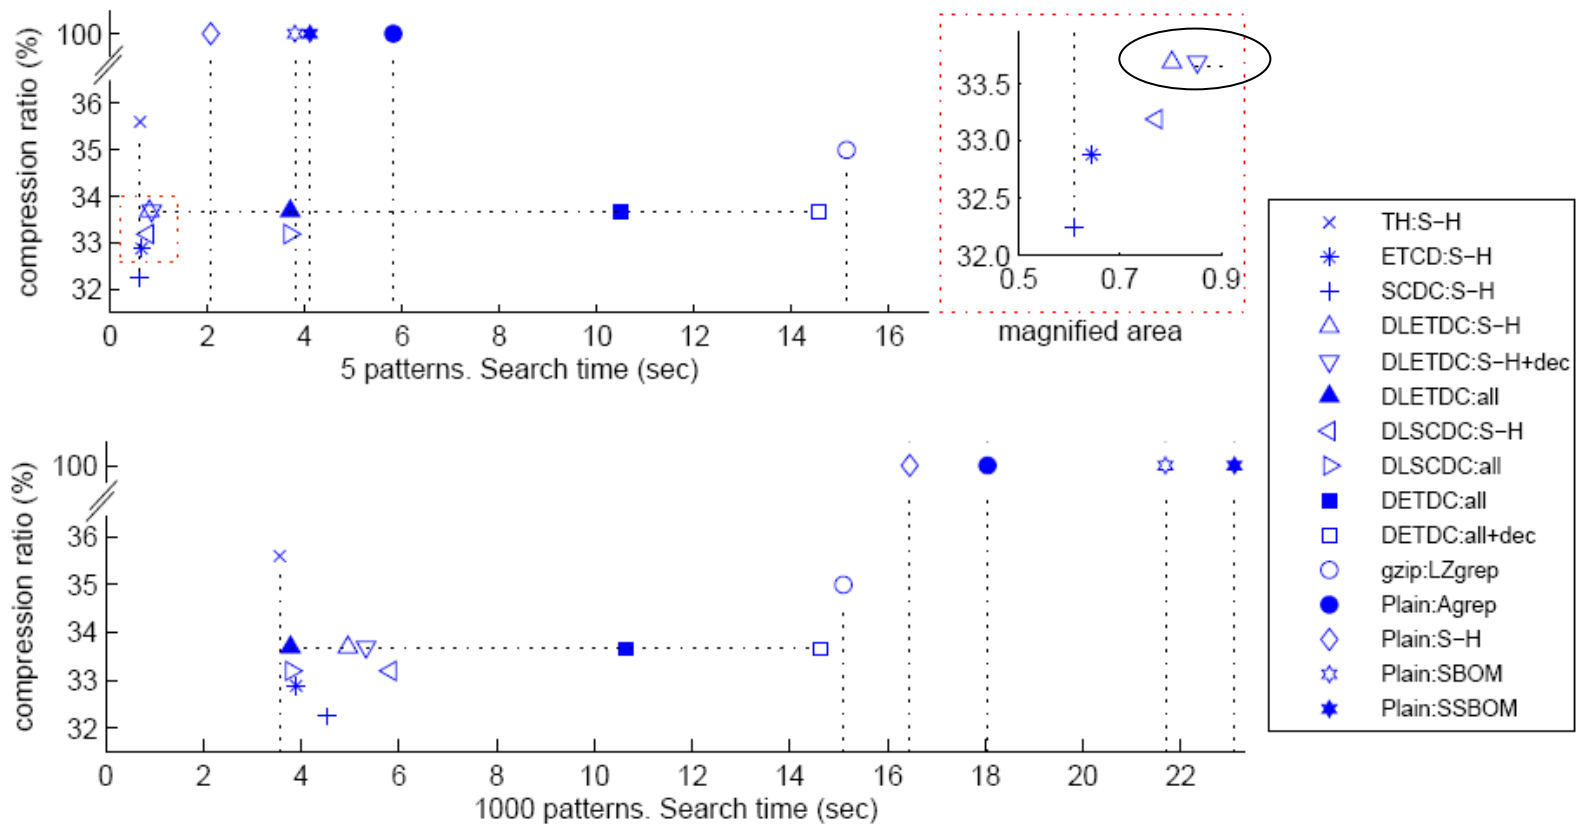 compression ratio (%)
100
36
35
34
33
32
0 2 4 6 8 10 12 14 16
5 patterns. Search time (sec)
33.5
33.0
32.5
32.0
0.5 0.7 0.9
magnified area
compression ratio (%)
100
36
35
34
33
32
0 2 4 6 8 10 12 14 16 18 20 22
1000 patterns. Search time (sec)
TH:S−H
ETCD:S−H
SCDC:S−H
DLETDC:S−H
DLETDC:S−H+dec
DLETDC:all
DLSCDC:S−H
DLSCDC:all
DETDC:all
DETDC:all+dec
gzip:LZgrep
Plain:Agrep
Plain:S−H
Plain:SBOM
Plain:SSBOM